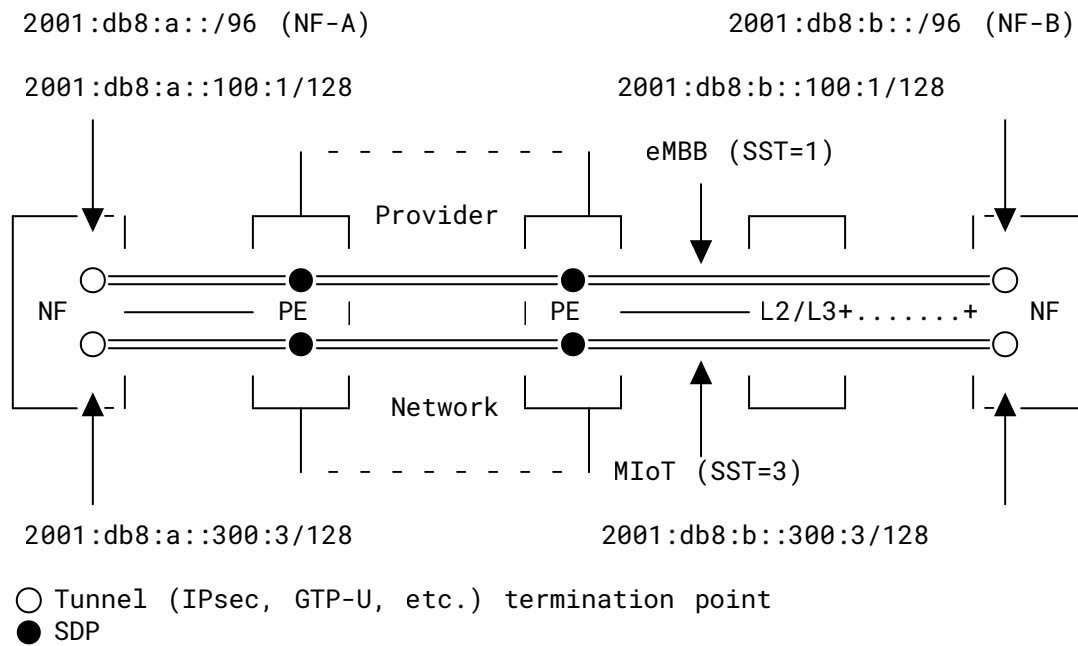 2001:db8:a::/96 (NF-A) 2001:db8:b::/96 (NF-B)
2001:db8:a::100:1/128 2001:db8:b::100:1/128
eMBB (SST=1)
Provider
NF PE PE L2/L3+.......+ NF
Network
MIoT (SST=3)
2001:db8:a::300:3/128 2001:db8:b::300:3/128
Tunnel (IPsec, GTP-U, etc.) termination point
SDP